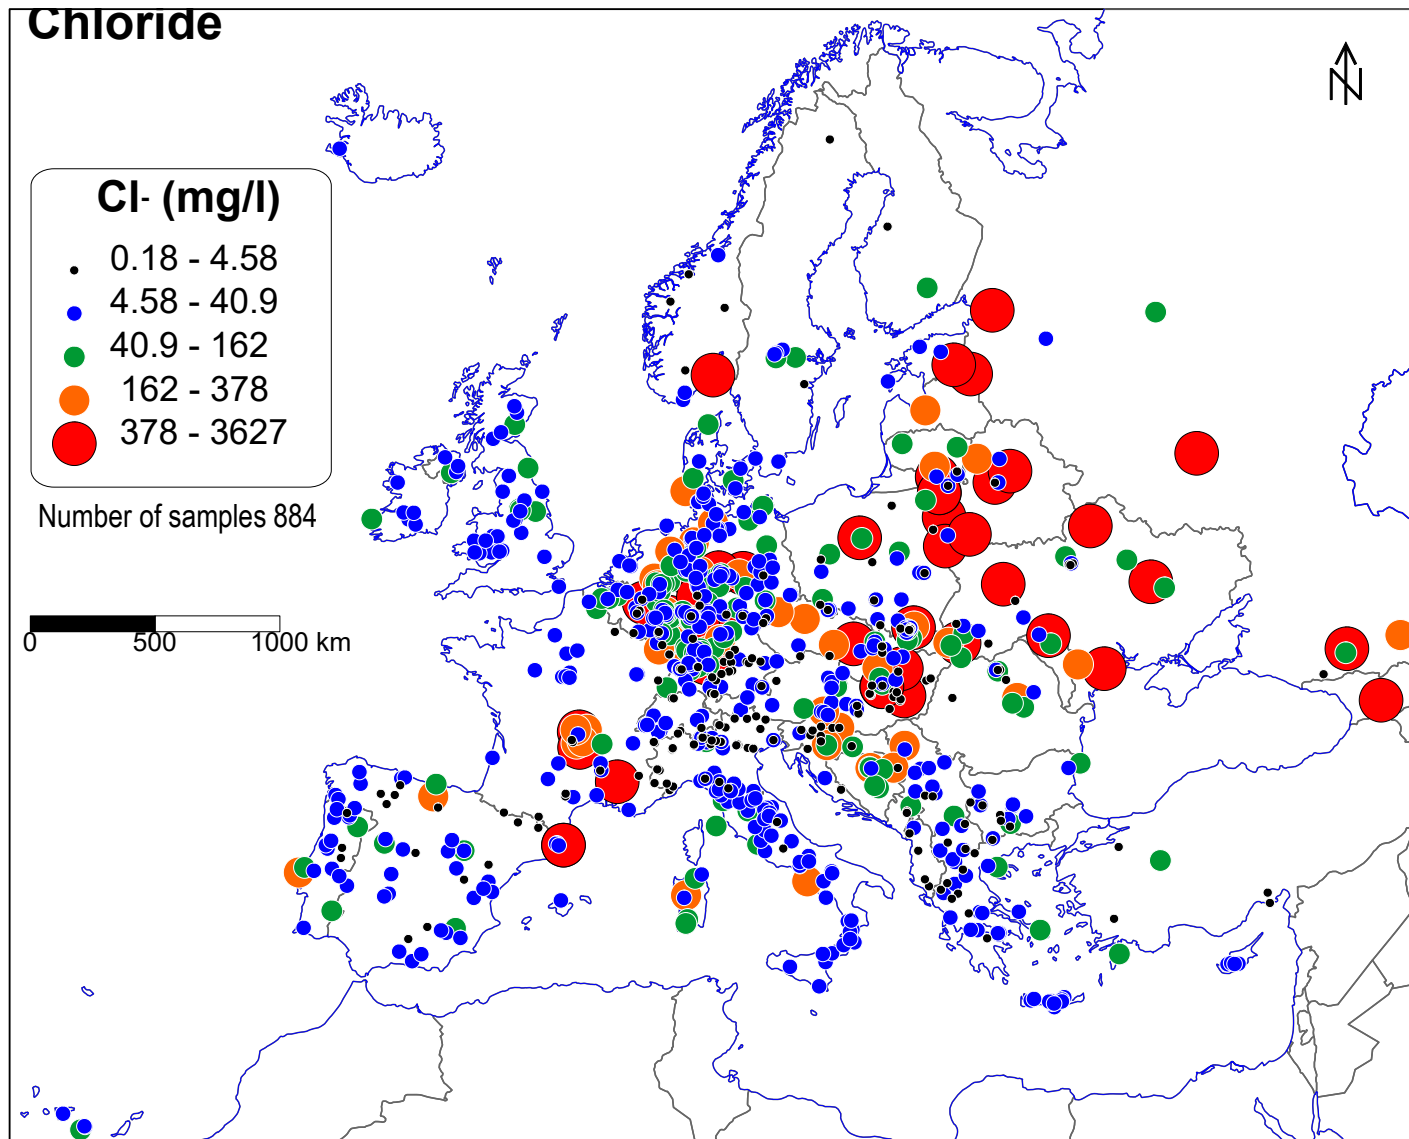 Chloride
N
Cl- (mg/l)
0.18 - 4.58
4.58 - 40.9
40.9 - 162
162 - 378
378 - 3627
Number of samples 884
0 500 1000 km